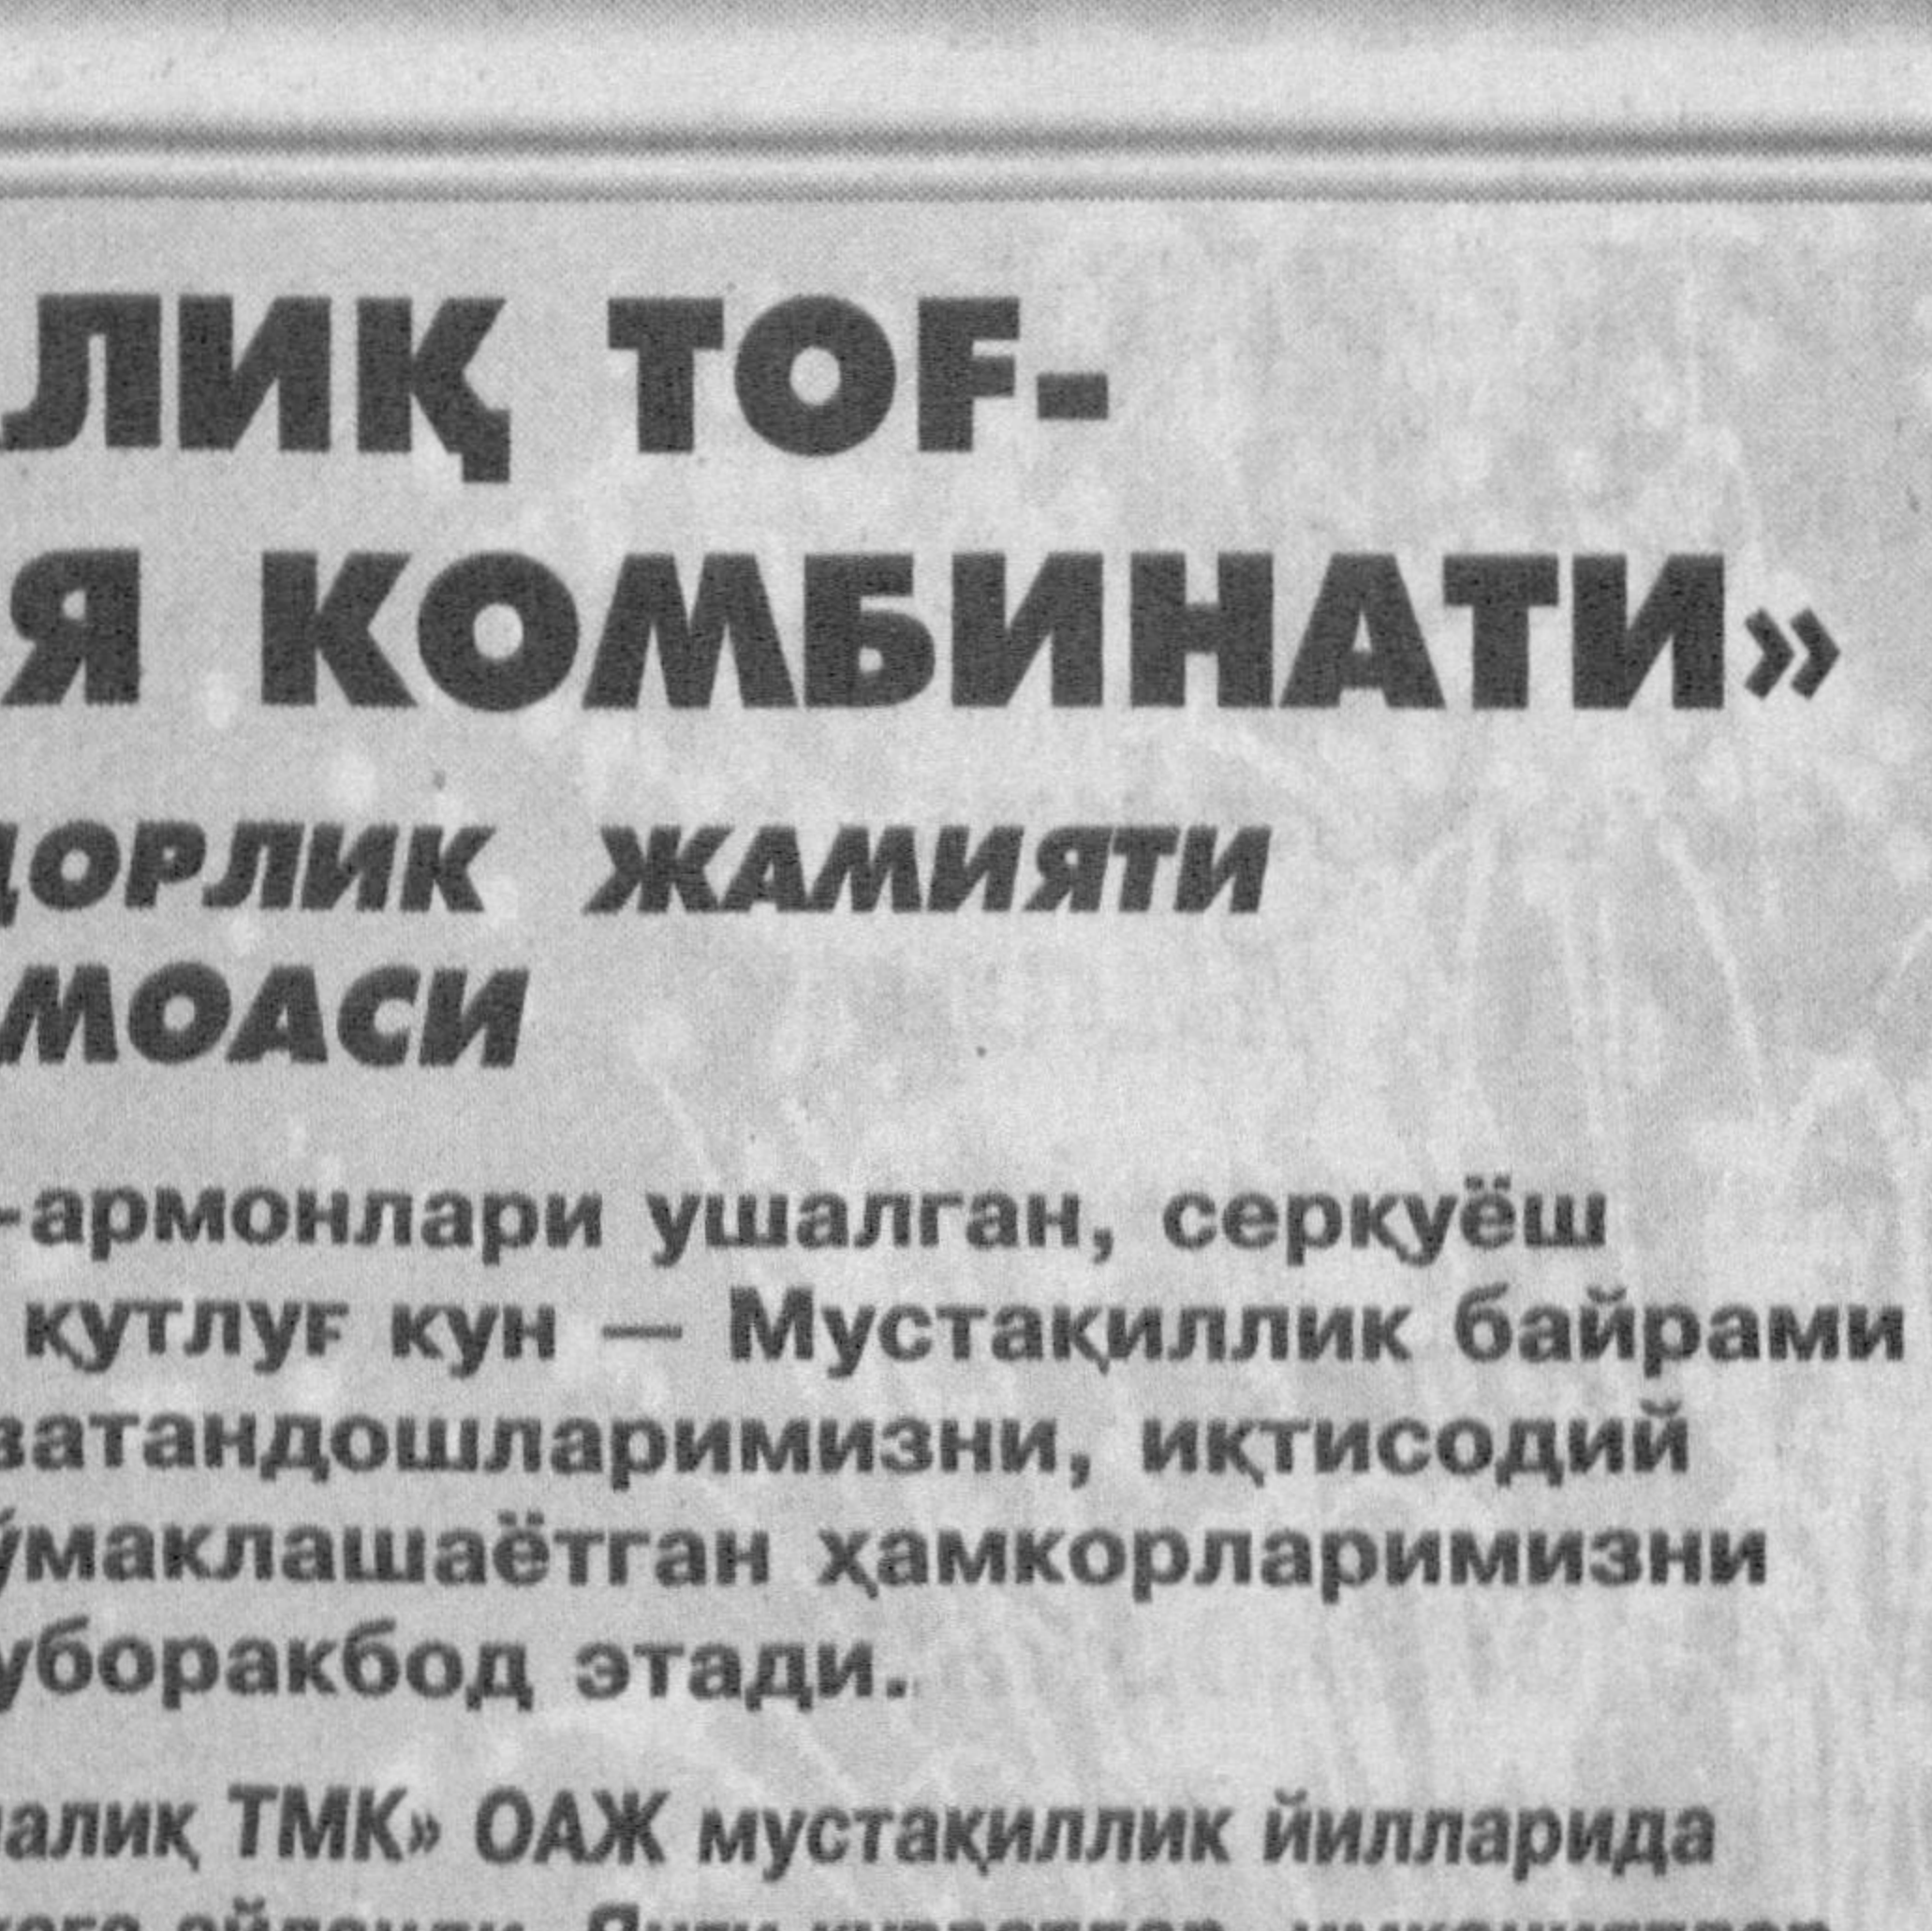 ЛИҚ ТОҒ-
Я КОМБИНАТИ»
ДОРЛИК ЖАМИЯТИ
МОАСИ
-армонлари ушалган, серқуёш
қутлуғ кун — Мустақиллик байрами
ватандошларимизни, иқтисодий
ўмаклашаётган ҳамкорларимизни
уборакбод этади.
алиқ ТМК» ОАЖ мустақиллик йилларида